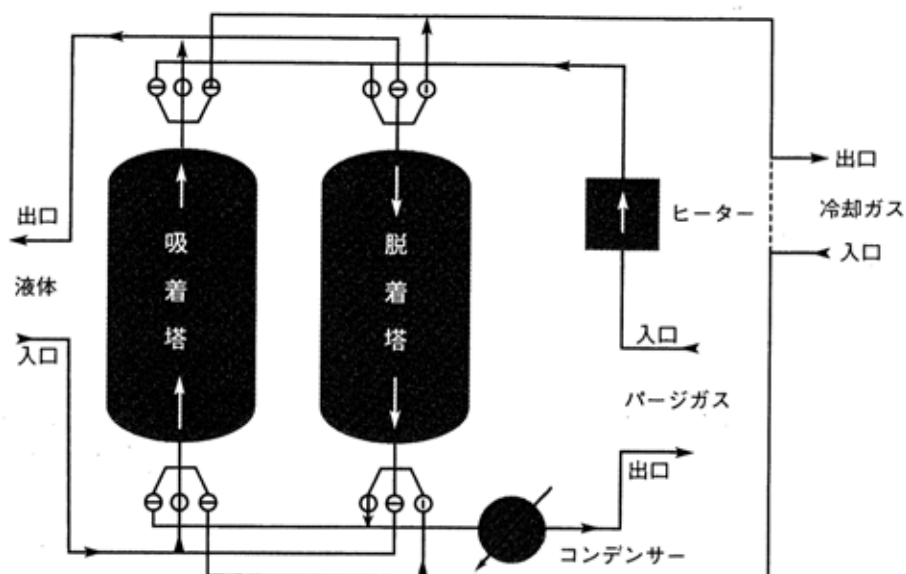 出口
液体
入口
吸着塔
脱着塔
ヒーター
出口
冷却ガス
入口
入口
パージガス
出口
コンデンサー